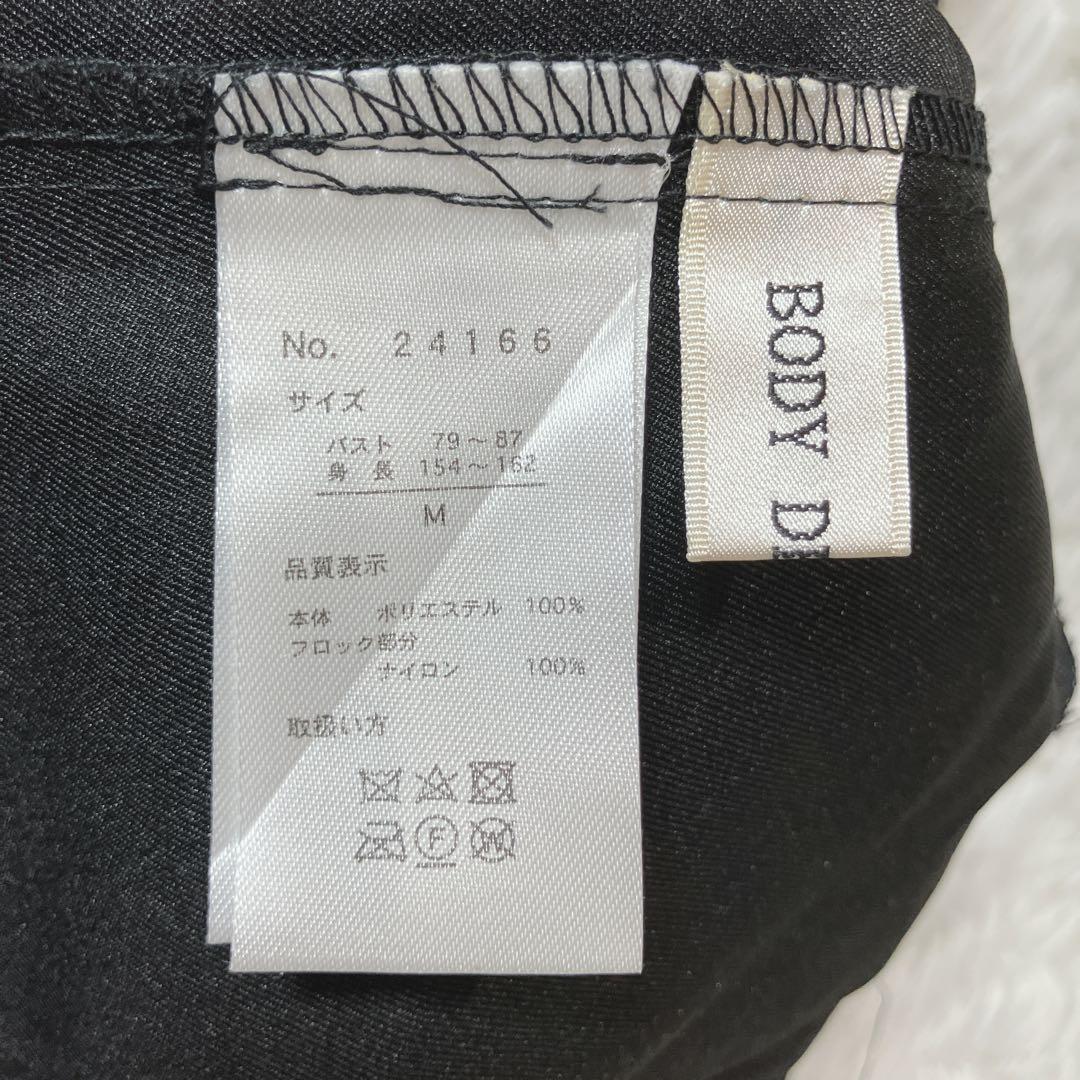 No. 24166
サイズ
バスト 79～87
身長 154～162
M
品質表示
本体 ポリエステル 100%
フロック部分
ナイロン 100%
取扱い方
F
W
BODY